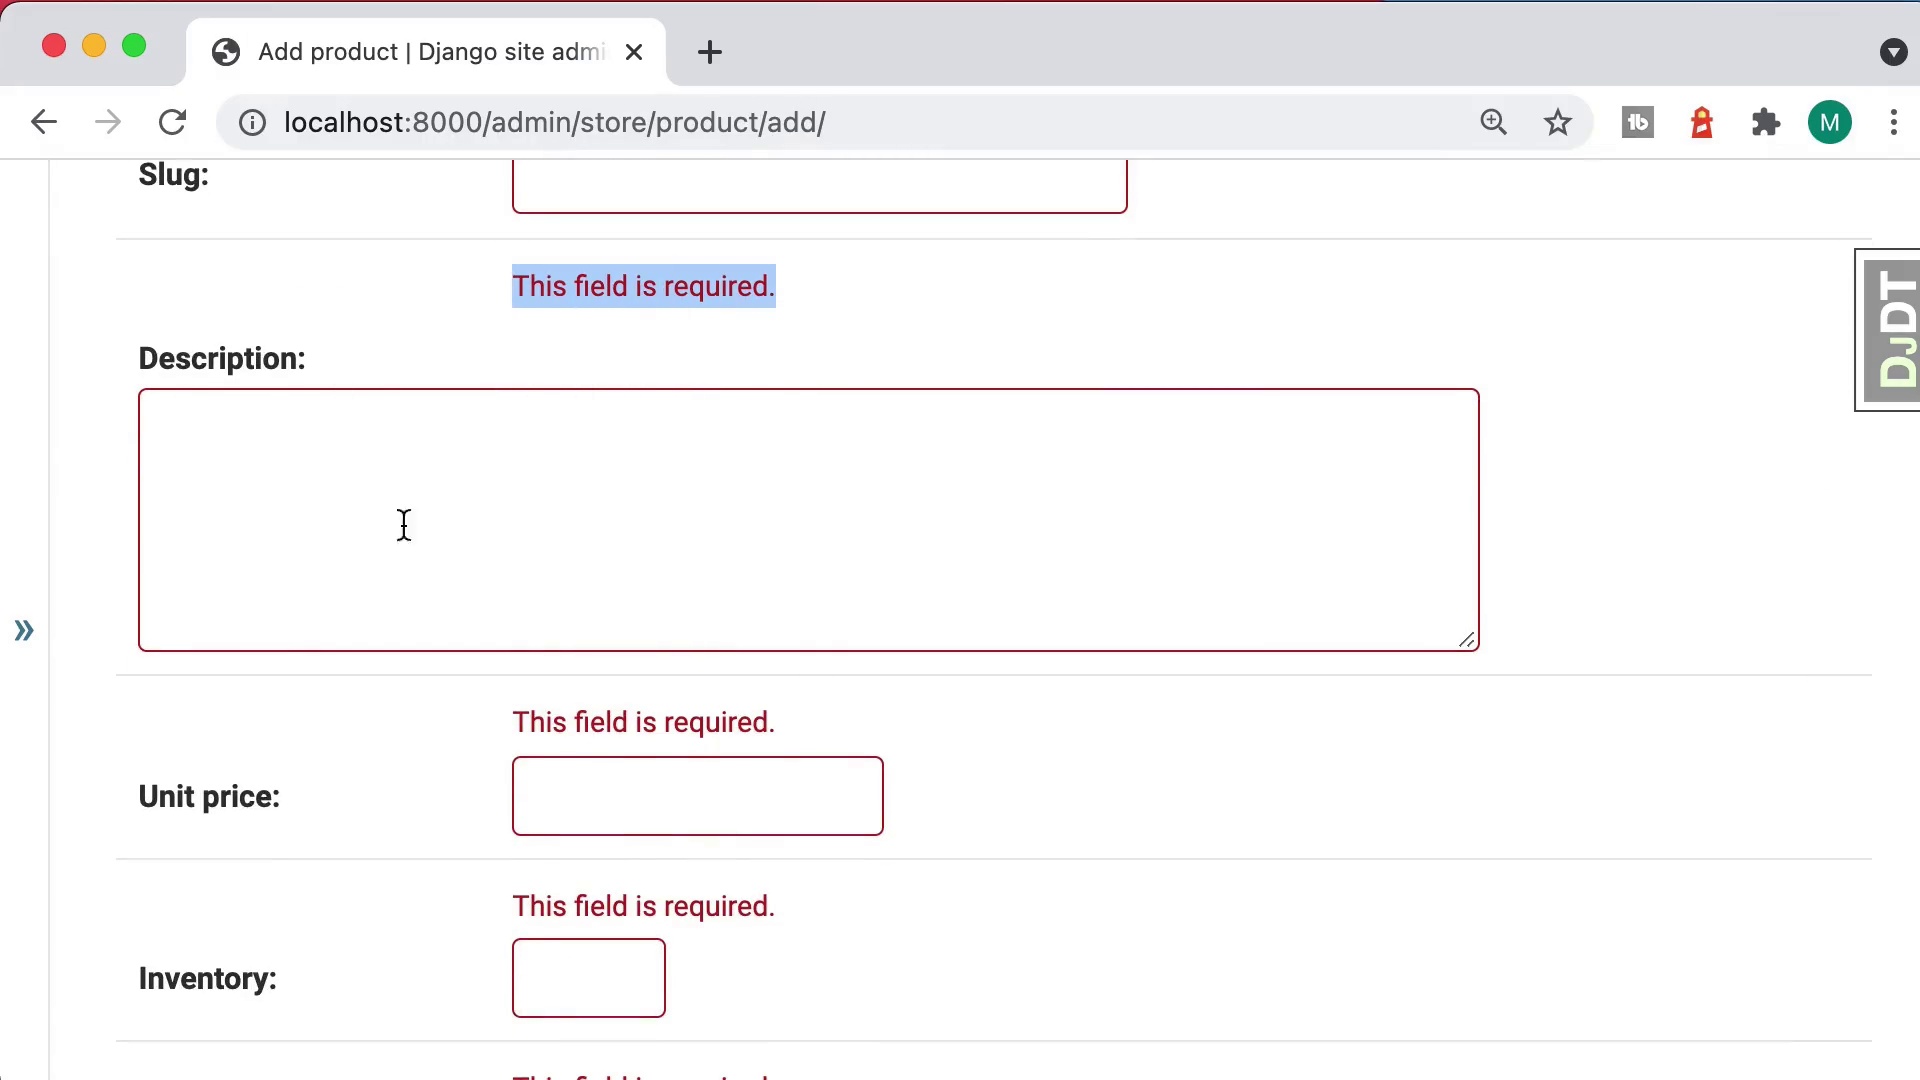 Add product | Django site admi
localhost:8000/admin/store/product/add/
M
Slug:
This field is required.
DJDT
Description:
This field is required.
Unit price:
This field is required.
Inventory: